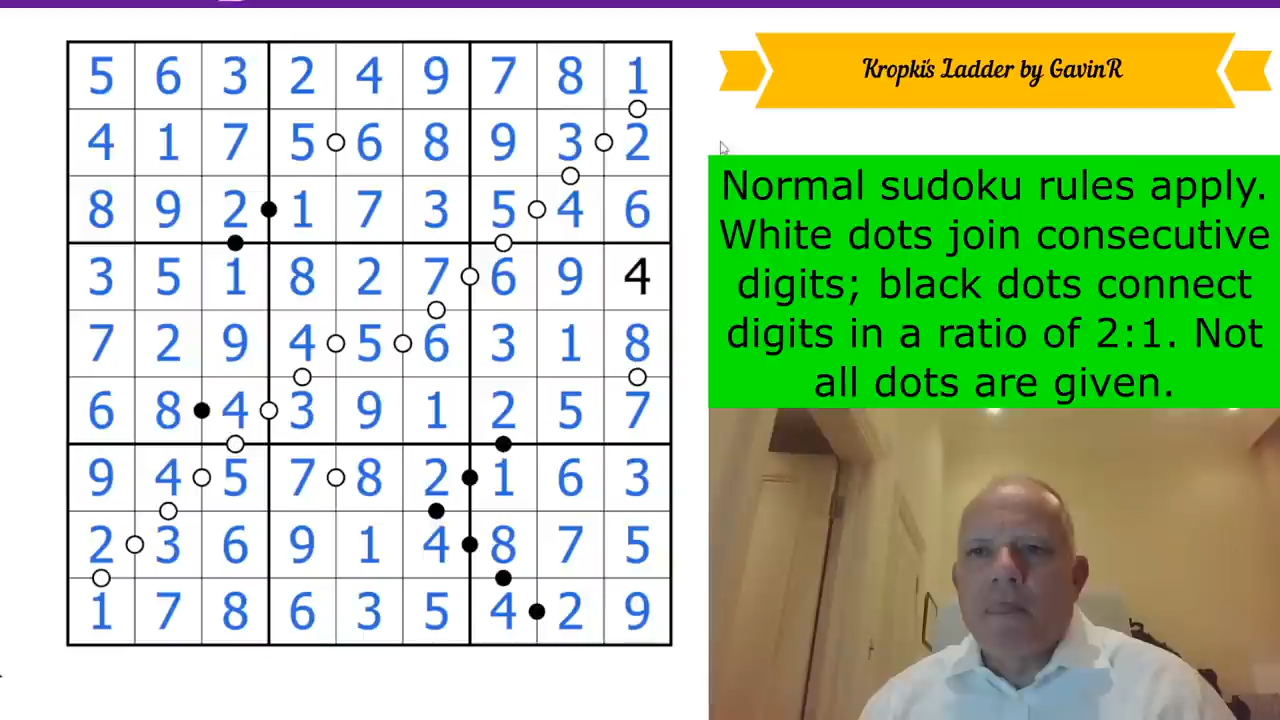 Kropki's Ladder by GavinR
Normal sudoku rules apply.
White dots join consecutive
digits; black dots connect
digits in a ratio of 2:1. Not
all dots are given.
5 6 3 2 4 9 7 8 1
4 1 7 5 6 8 9 3 2
8 9 2 1 7 3 5 4 6
3 5 1 8 2 7 6 9 4
7 2 9 4 5 6 3 1 8
6 8 4 3 9 1 2 5 7
9 4 5 7 8 2 1 6 3
2 3 6 9 1 4 8 7 5
1 7 8 6 3 5 4 2 9